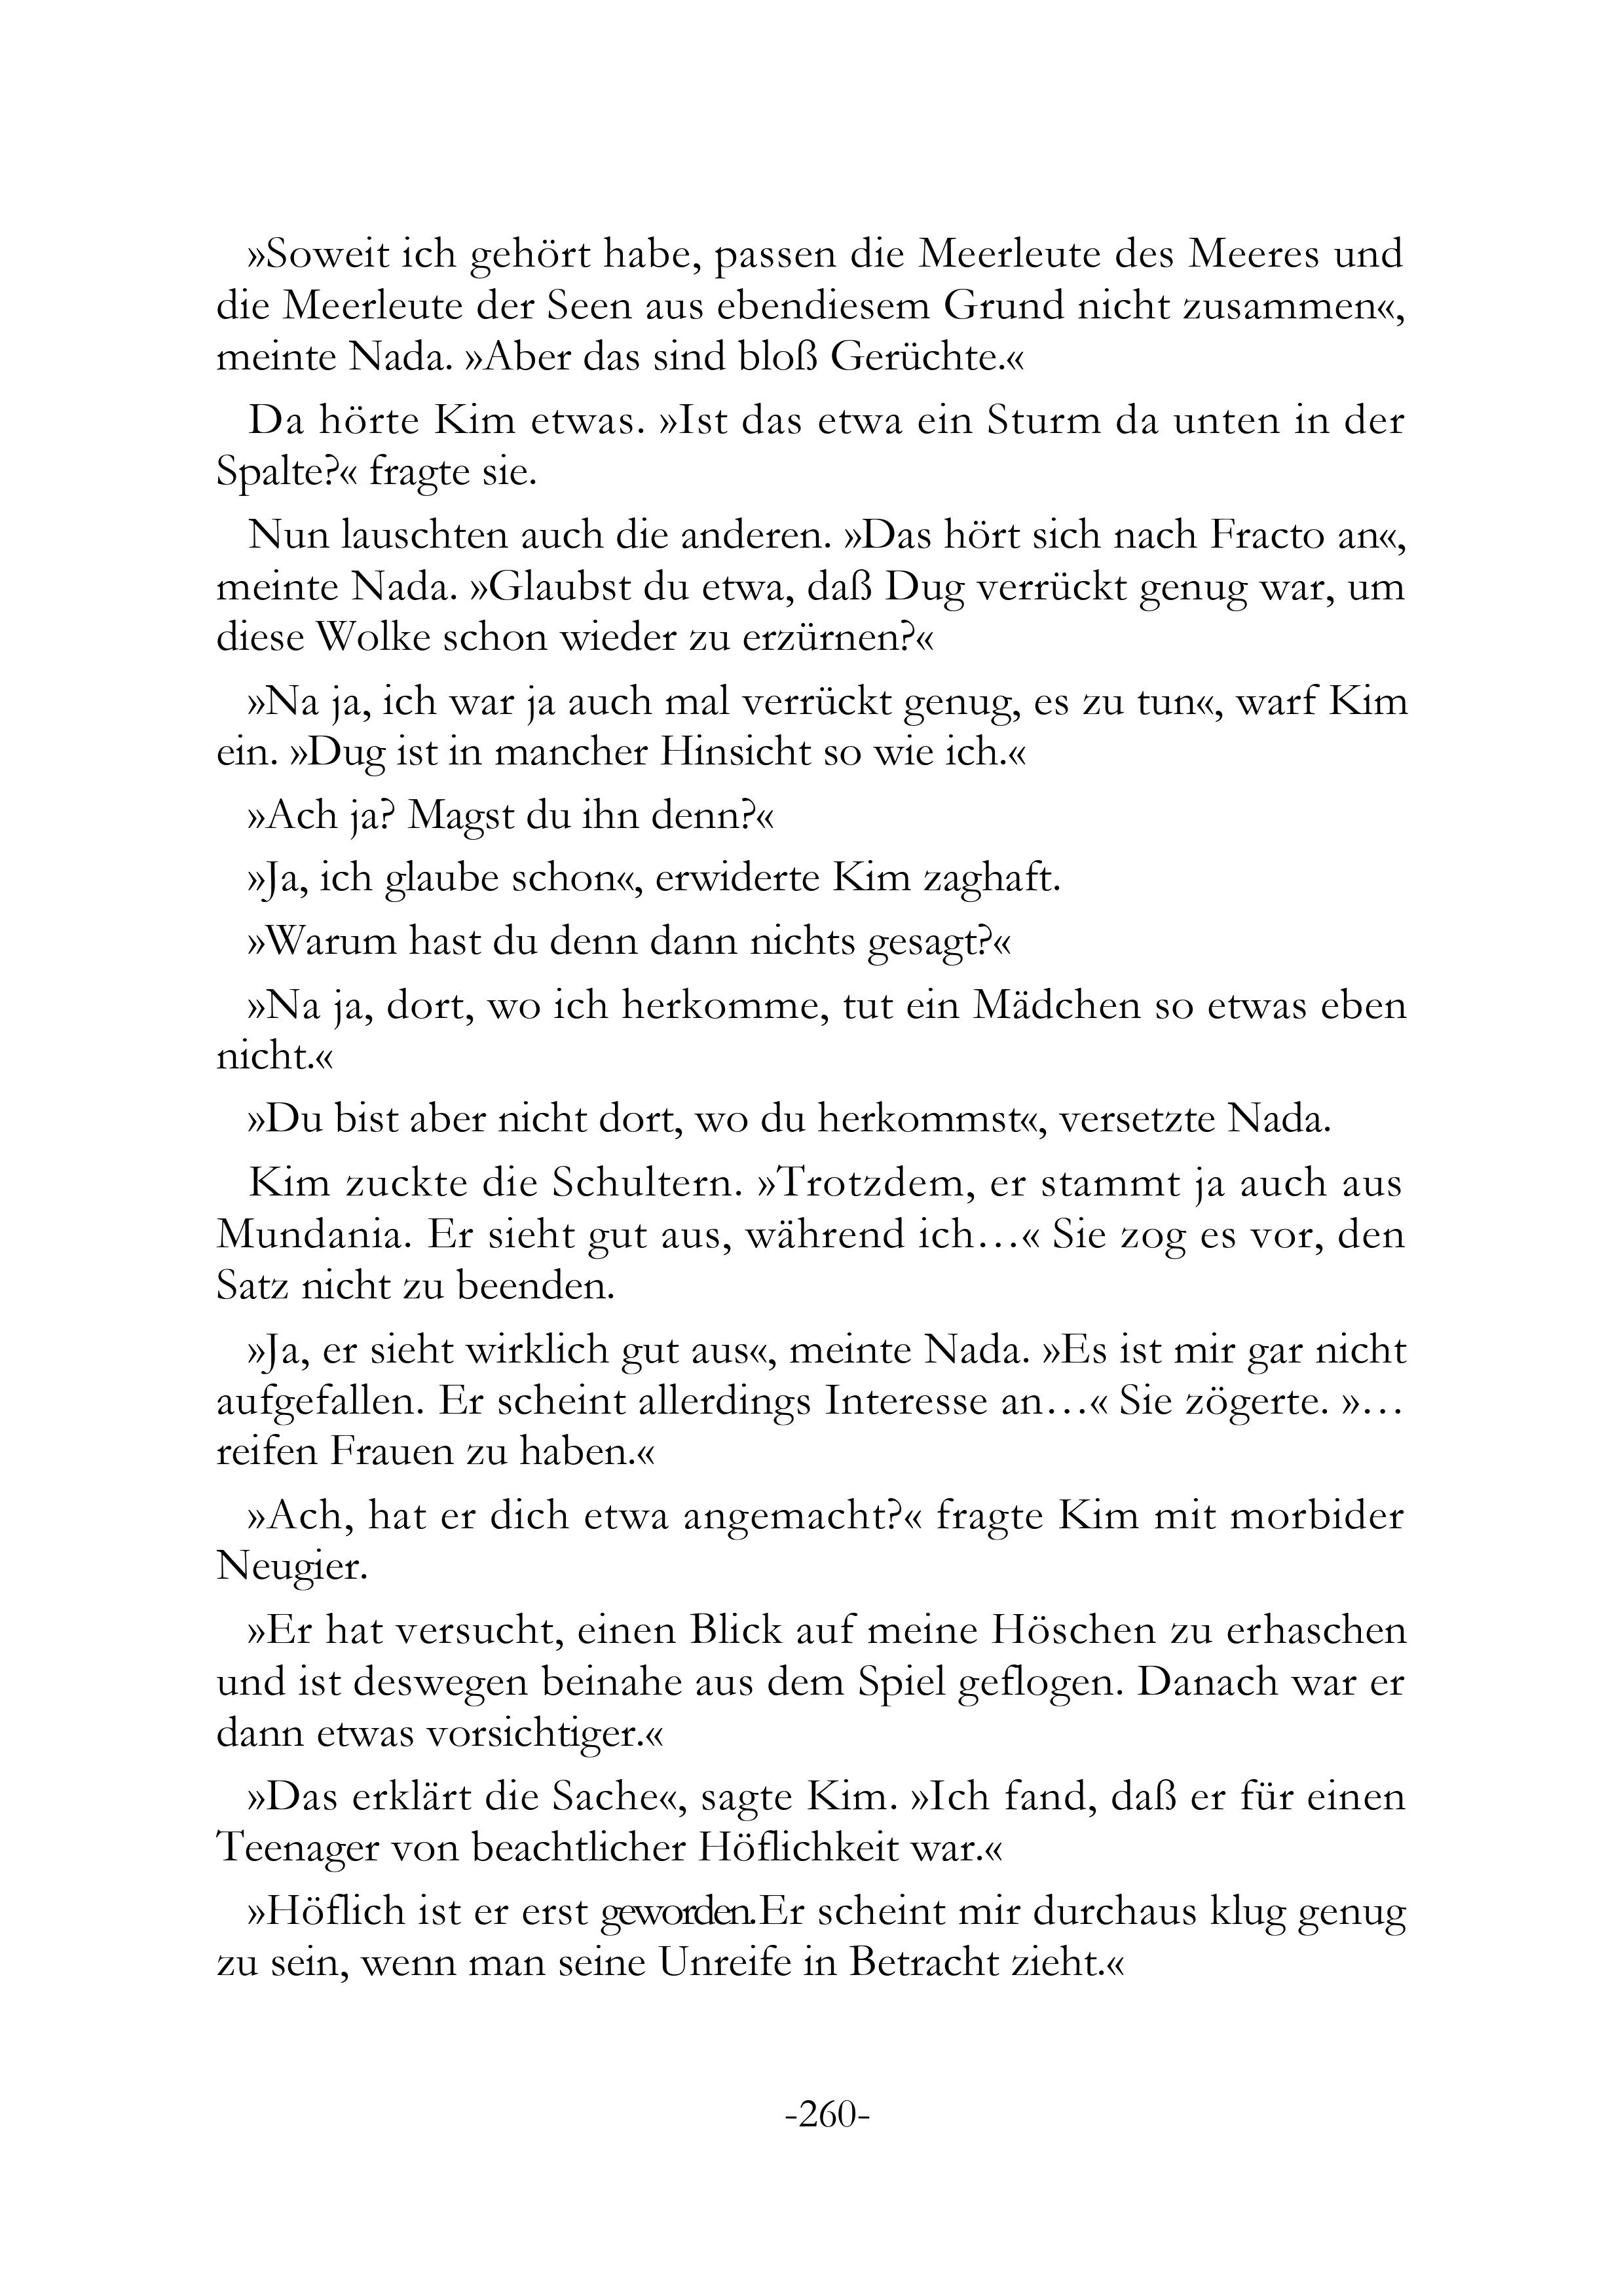 »Soweit ich gehört habe, passen die Meerleute des Meeres und
die Meerleute der Seen aus ebendiesem Grund nicht zusammen«,
meinte Nada. »Aber das sind bloß Gerüchte.«
Da hörte Kim etwas. »Ist das etwa ein Sturm da unten in der
Spalte?« fragte sie.
Nun lauschten auch die anderen. »Das hört sich nach Fracto an«,
meinte Nada. »Glaubst du etwa, daß Dug verrückt genug war, um
diese Wolke schon wieder zu erzürnen?«
»Na ja, ich war ja auch mal verrückt genug, es zu tun«, warf Kim
ein. »Dug ist in mancher Hinsicht so wie ich.«
»Ach ja? Magst du ihn denn?«
»Ja, ich glaube schon«, erwiderte Kim zaghaft.
»Warum hast du denn dann nichts gesagt?«
»Na ja, dort, wo ich herkomme, tut ein Mädchen so etwas eben
nicht.«
»Du bist aber nicht dort, wo du herkommst«, versetzte Nada.
Kim zuckte die Schultern. »Trotzdem, er stammt ja auch aus
Mundania. Er sieht gut aus, während ich…« Sie zog es vor, den
Satz nicht zu beenden.
»Ja, er sieht wirklich gut aus«, meinte Nada. »Es ist mir gar nicht
aufgefallen. Er scheint allerdings Interesse an…« Sie zögerte. »…
reifen Frauen zu haben.«
»Ach, hat er dich etwa angemacht?« fragte Kim mit morbider
Neugier.
»Er hat versucht, einen Blick auf meine Höschen zu erhaschen
und ist deswegen beinahe aus dem Spiel geflogen. Danach war er
dann etwas vorsichtiger.«
»Das erklärt die Sache«, sagte Kim. »Ich fand, daß er für einen
Teenager von beachtlicher Höflichkeit war.«
»Höflich ist er erst geworden.Er scheint mir durchaus klug genug
zu sein, wenn man seine Unreife in Betracht zieht.«
-260-